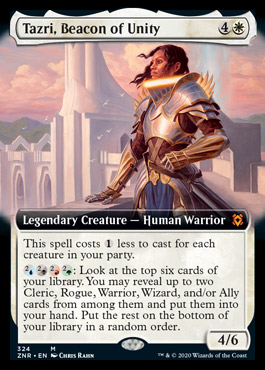 Tazri, Beacon of Unity 4
Legendary Creature — Human Warrior
This spell costs 1 less to cast for each
creature in your party.
2 2 2 2: Look at the top six cards of
your library. You may reveal up to two
Cleric, Rogue, Warrior, Wizard, and/or Ally
cards from among them and put them into
your hand. Put the rest on the bottom of
your library in a random order.
4/6
324 M
ZNR • EN Chris Rahn
™ & © 2020 Wizards of the Coast